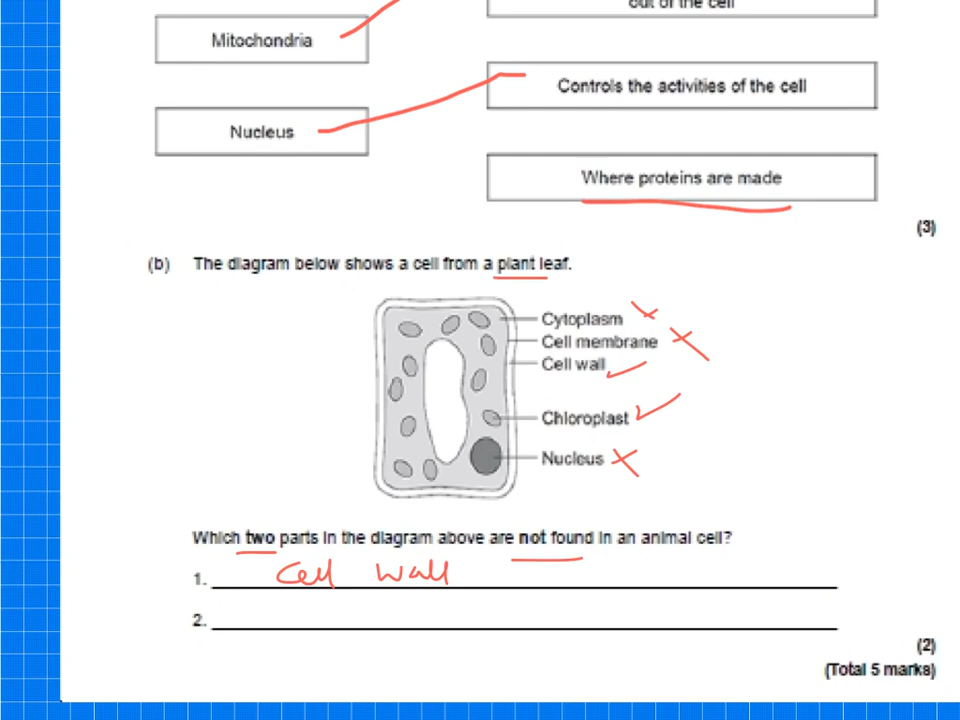 out of the cell
Mitochondria
Controls the activities of the cell
Nucleus
Where proteins are made
(3)
(b) The diagram below shows a cell from a plant leaf.
Cytoplasm
Cell membrane
Cell wall
Chloroplast
Nucleus
Which two parts in the diagram above are not found in an animal cell?
1. Cell Wall
2.
(2)
(Total 5 marks)